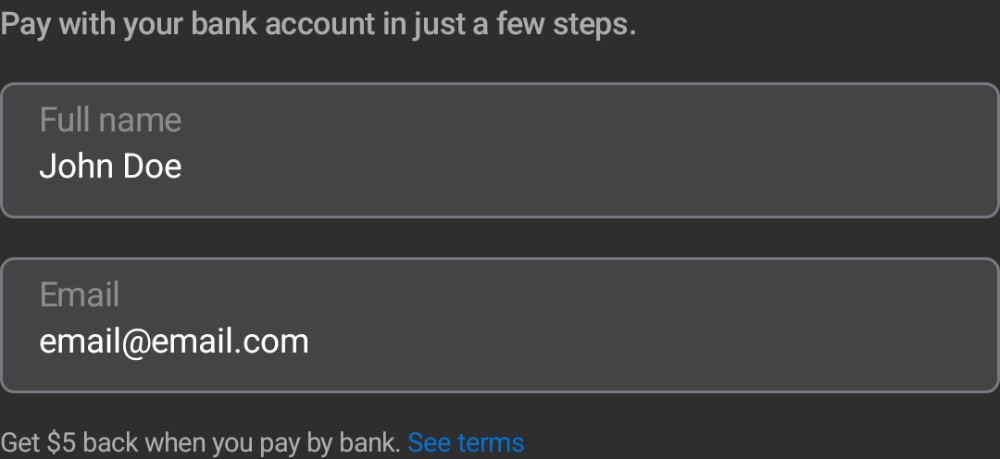 Pay with your bank account in just a few steps.
Full name
John Doe
Email
email@email.com
Get $5 back when you pay by bank. See terms